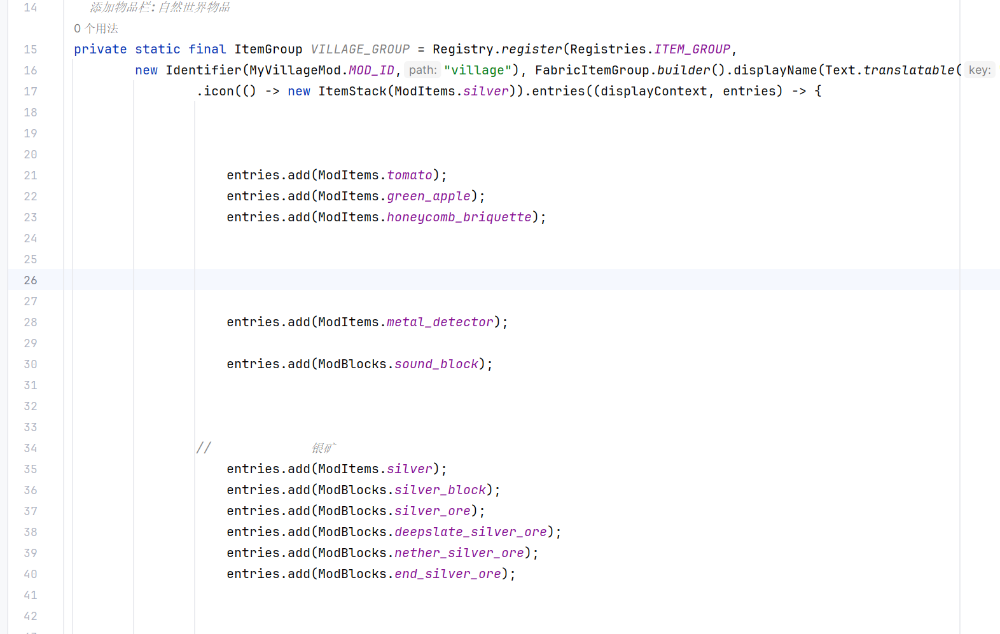 14 添加物品栏:自然世界物品
0 个用法
15 private static final ItemGroup VILLAGE_GROUP = Registry.register(Registries.ITEM_GROUP,
16 new Identifier(MyVillageMod.MOD_ID, path: "village"), FabricItemGroup.builder().displayName(Text.translatable( key:
17 .icon(() -> new ItemStack(ModItems.silver)).entries((displayContext, entries) -> {
18
19
20
21 entries.add(ModItems.tomato);
22 entries.add(ModItems.green_apple);
23 entries.add(ModItems.honeycomb_briquette);
24
25
26
27
28 entries.add(ModItems.metal_detector);
29
30 entries.add(ModBlocks.sound_block);
31
32
33
34 // 银矿
35 entries.add(ModItems.silver);
36 entries.add(ModBlocks.silver_block);
37 entries.add(ModBlocks.silver_ore);
38 entries.add(ModBlocks.deepslate_silver_ore);
39 entries.add(ModBlocks.nether_silver_ore);
40 entries.add(ModBlocks.end_silver_ore);
41
42